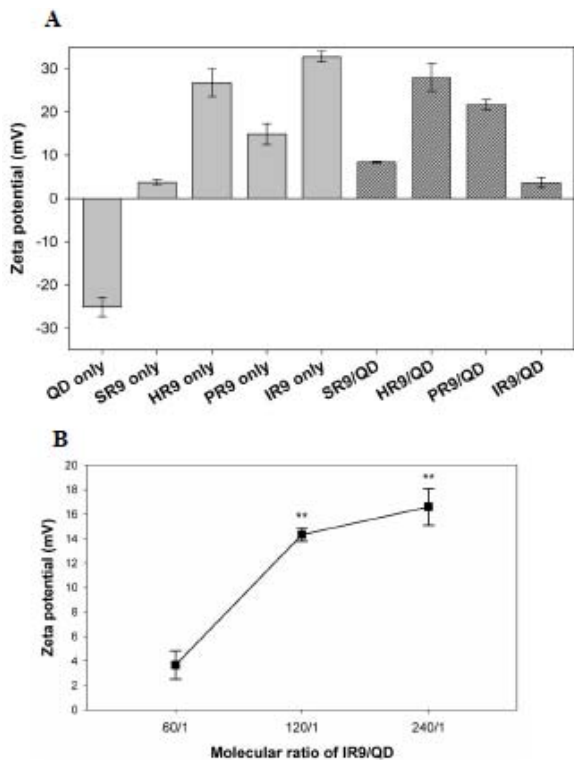 A
Zeta potential (mV)
30
20
10
0
-10
-20
-30
QD only
SR9 only
HR9 only
PR9 only
IR9 only
SR9/QD
HR9/QD
PR9/QD
IR9/QD
B
Zeta potential (mV)
20
18
16
14
12
10
8
6
4
2
0
**
**
60/1
120/1
240/1
Molecular ratio of IR9/QD